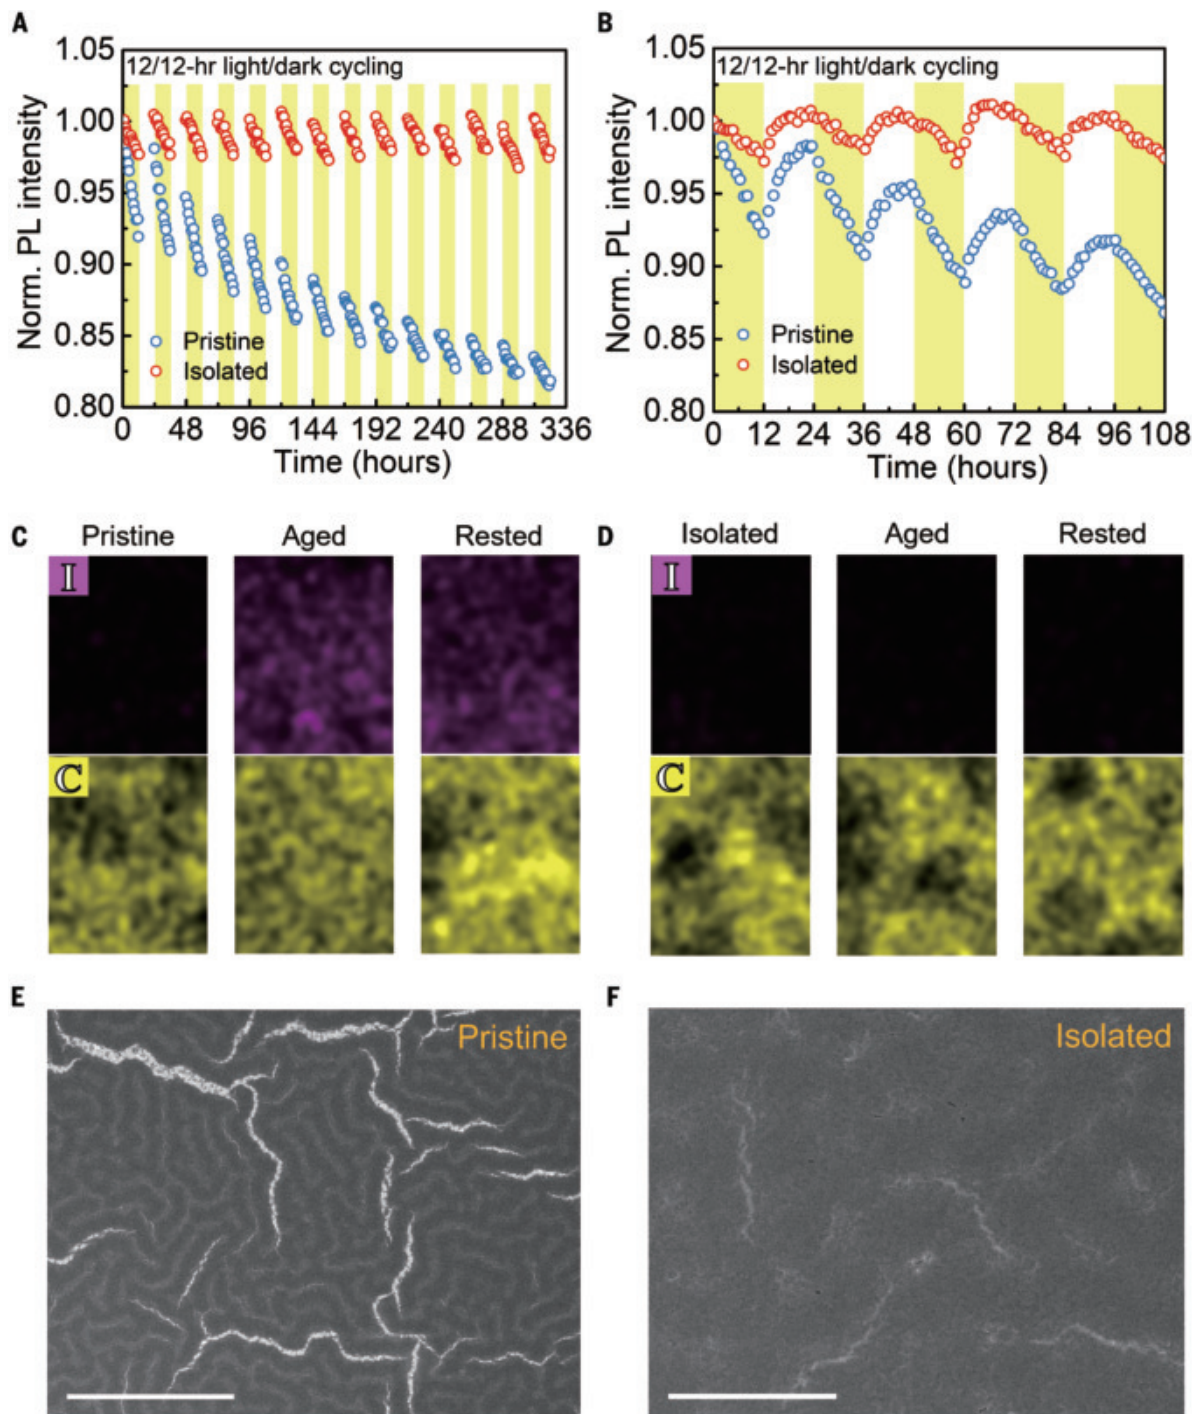 A
1.05
1.00
0.95
0.90
0.85
0.80
Norm. PL intensity
12/12-hr light/dark cycling
Pristine
Isolated
0 48 96 144 192 240 288 336
Time (hours)
B
1.05
1.00
0.95
0.90
0.85
0.80
Norm. PL intensity
12/12-hr light/dark cycling
Pristine
Isolated
0 12 24 36 48 60 72 84 96 108
Time (hours)
C Pristine Aged Rested
I
C
D Isolated Aged Rested
I
C
E
Pristine
F
Isolated